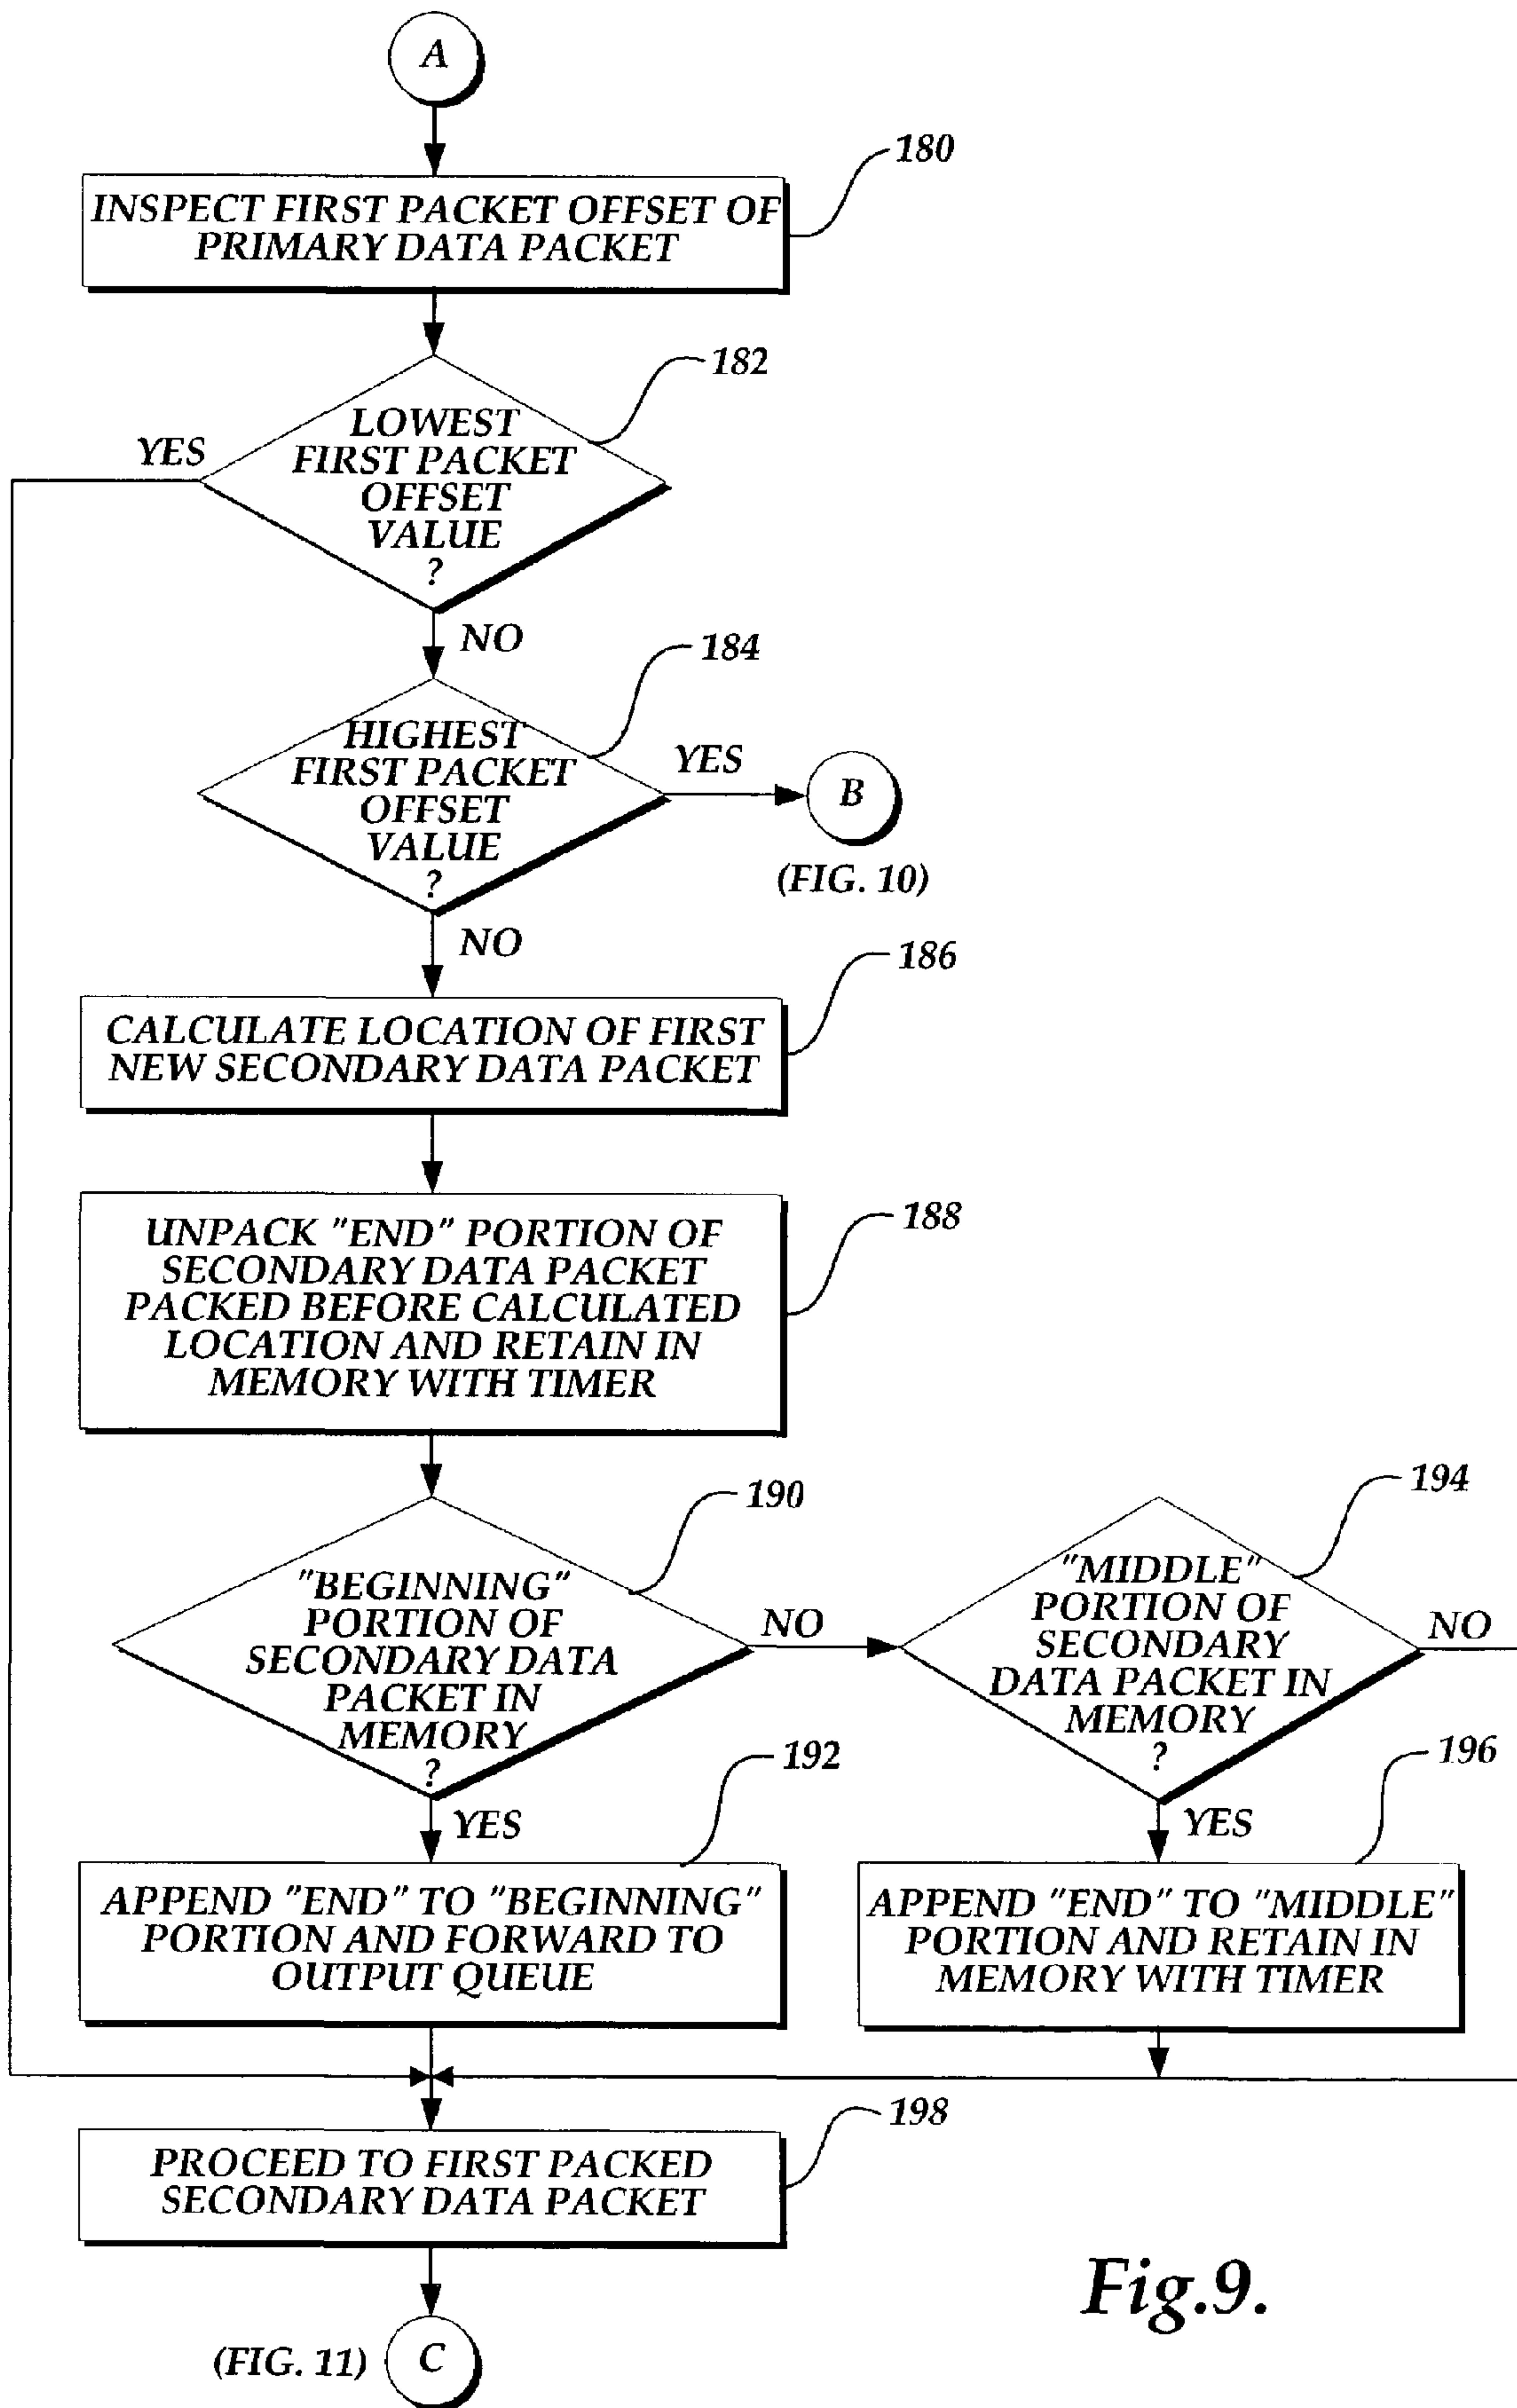 A
180
INSPECT FIRST PACKET OFFSET OF
PRIMARY DATA PACKET
182
YES
LOWEST
FIRST PACKET
OFFSET
VALUE
?
NO
184
HIGHEST
FIRST PACKET
OFFSET
VALUE
?
YES
B
(FIG. 10)
NO
186
CALCULATE LOCATION OF FIRST
NEW SECONDARY DATA PACKET
188
UNPACK "END" PORTION OF
SECONDARY DATA PACKET
PACKED BEFORE CALCULATED
LOCATION AND RETAIN IN
MEMORY WITH TIMER
190
"BEGINNING"
PORTION OF
SECONDARY DATA
PACKET IN
MEMORY
?
NO
194
"MIDDLE"
PORTION OF
SECONDARY
DATA PACKET IN
MEMORY
?
NO
192
YES
196
YES
APPEND "END" TO "BEGINNING"
PORTION AND FORWARD TO
OUTPUT QUEUE
APPEND "END" TO "MIDDLE"
PORTION AND RETAIN IN
MEMORY WITH TIMER
198
PROCEED TO FIRST PACKED
SECONDARY DATA PACKET
(FIG. 11)
C
Fig.9.